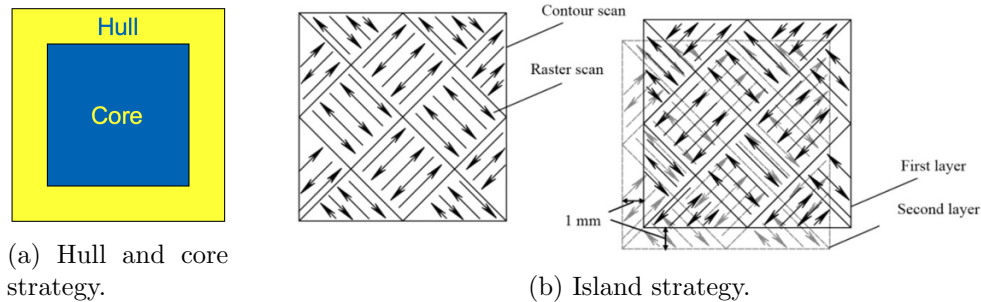 Hull
Core
(a) Hull and core
strategy.
Contour scan
Raster scan
First layer
Second layer
1 mm
(b) Island strategy.